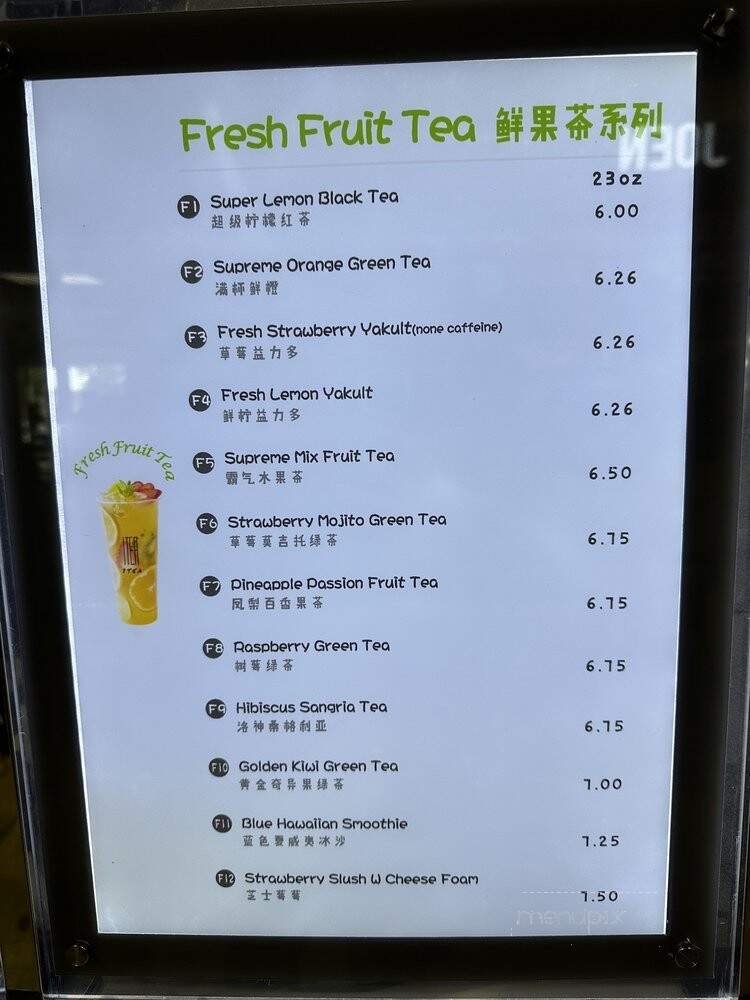 Fresh Fruit Tea 鲜果茶系列
NEOL
23oz
F1 Super Lemon Black Tea 6.00
超级柠檬红茶
F2 Supreme Orange Green Tea 6.26
满杯鲜橙
F3 Fresh Strawberry Yakult(none caffeine) 6.26
草莓益力多
F4 Fresh Lemon Yakult 6.26
鲜柠益力多
F5 Supreme Mix Fruit Tea 6.50
霸气水果茶
Fresh Fruit Tea
F6 Strawberry Mojito Green Tea 6.75
草莓莫吉托绿茶
ITEA
F7 Pineapple Passion Fruit Tea 6.75
凤梨百香果茶
F8 Raspberry Green Tea 6.75
树莓绿茶
F9 Hibiscus Sangria Tea 6.75
洛神桑格利亚
F10 Golden Kiwi Green Tea 7.00
黄金奇异果绿茶
F11 Blue Hawaiian Smoothie 7.25
蓝色夏威夷冰沙
F12 Strawberry Slush W Cheese Foam 7.50
芝士莓莓
menupix